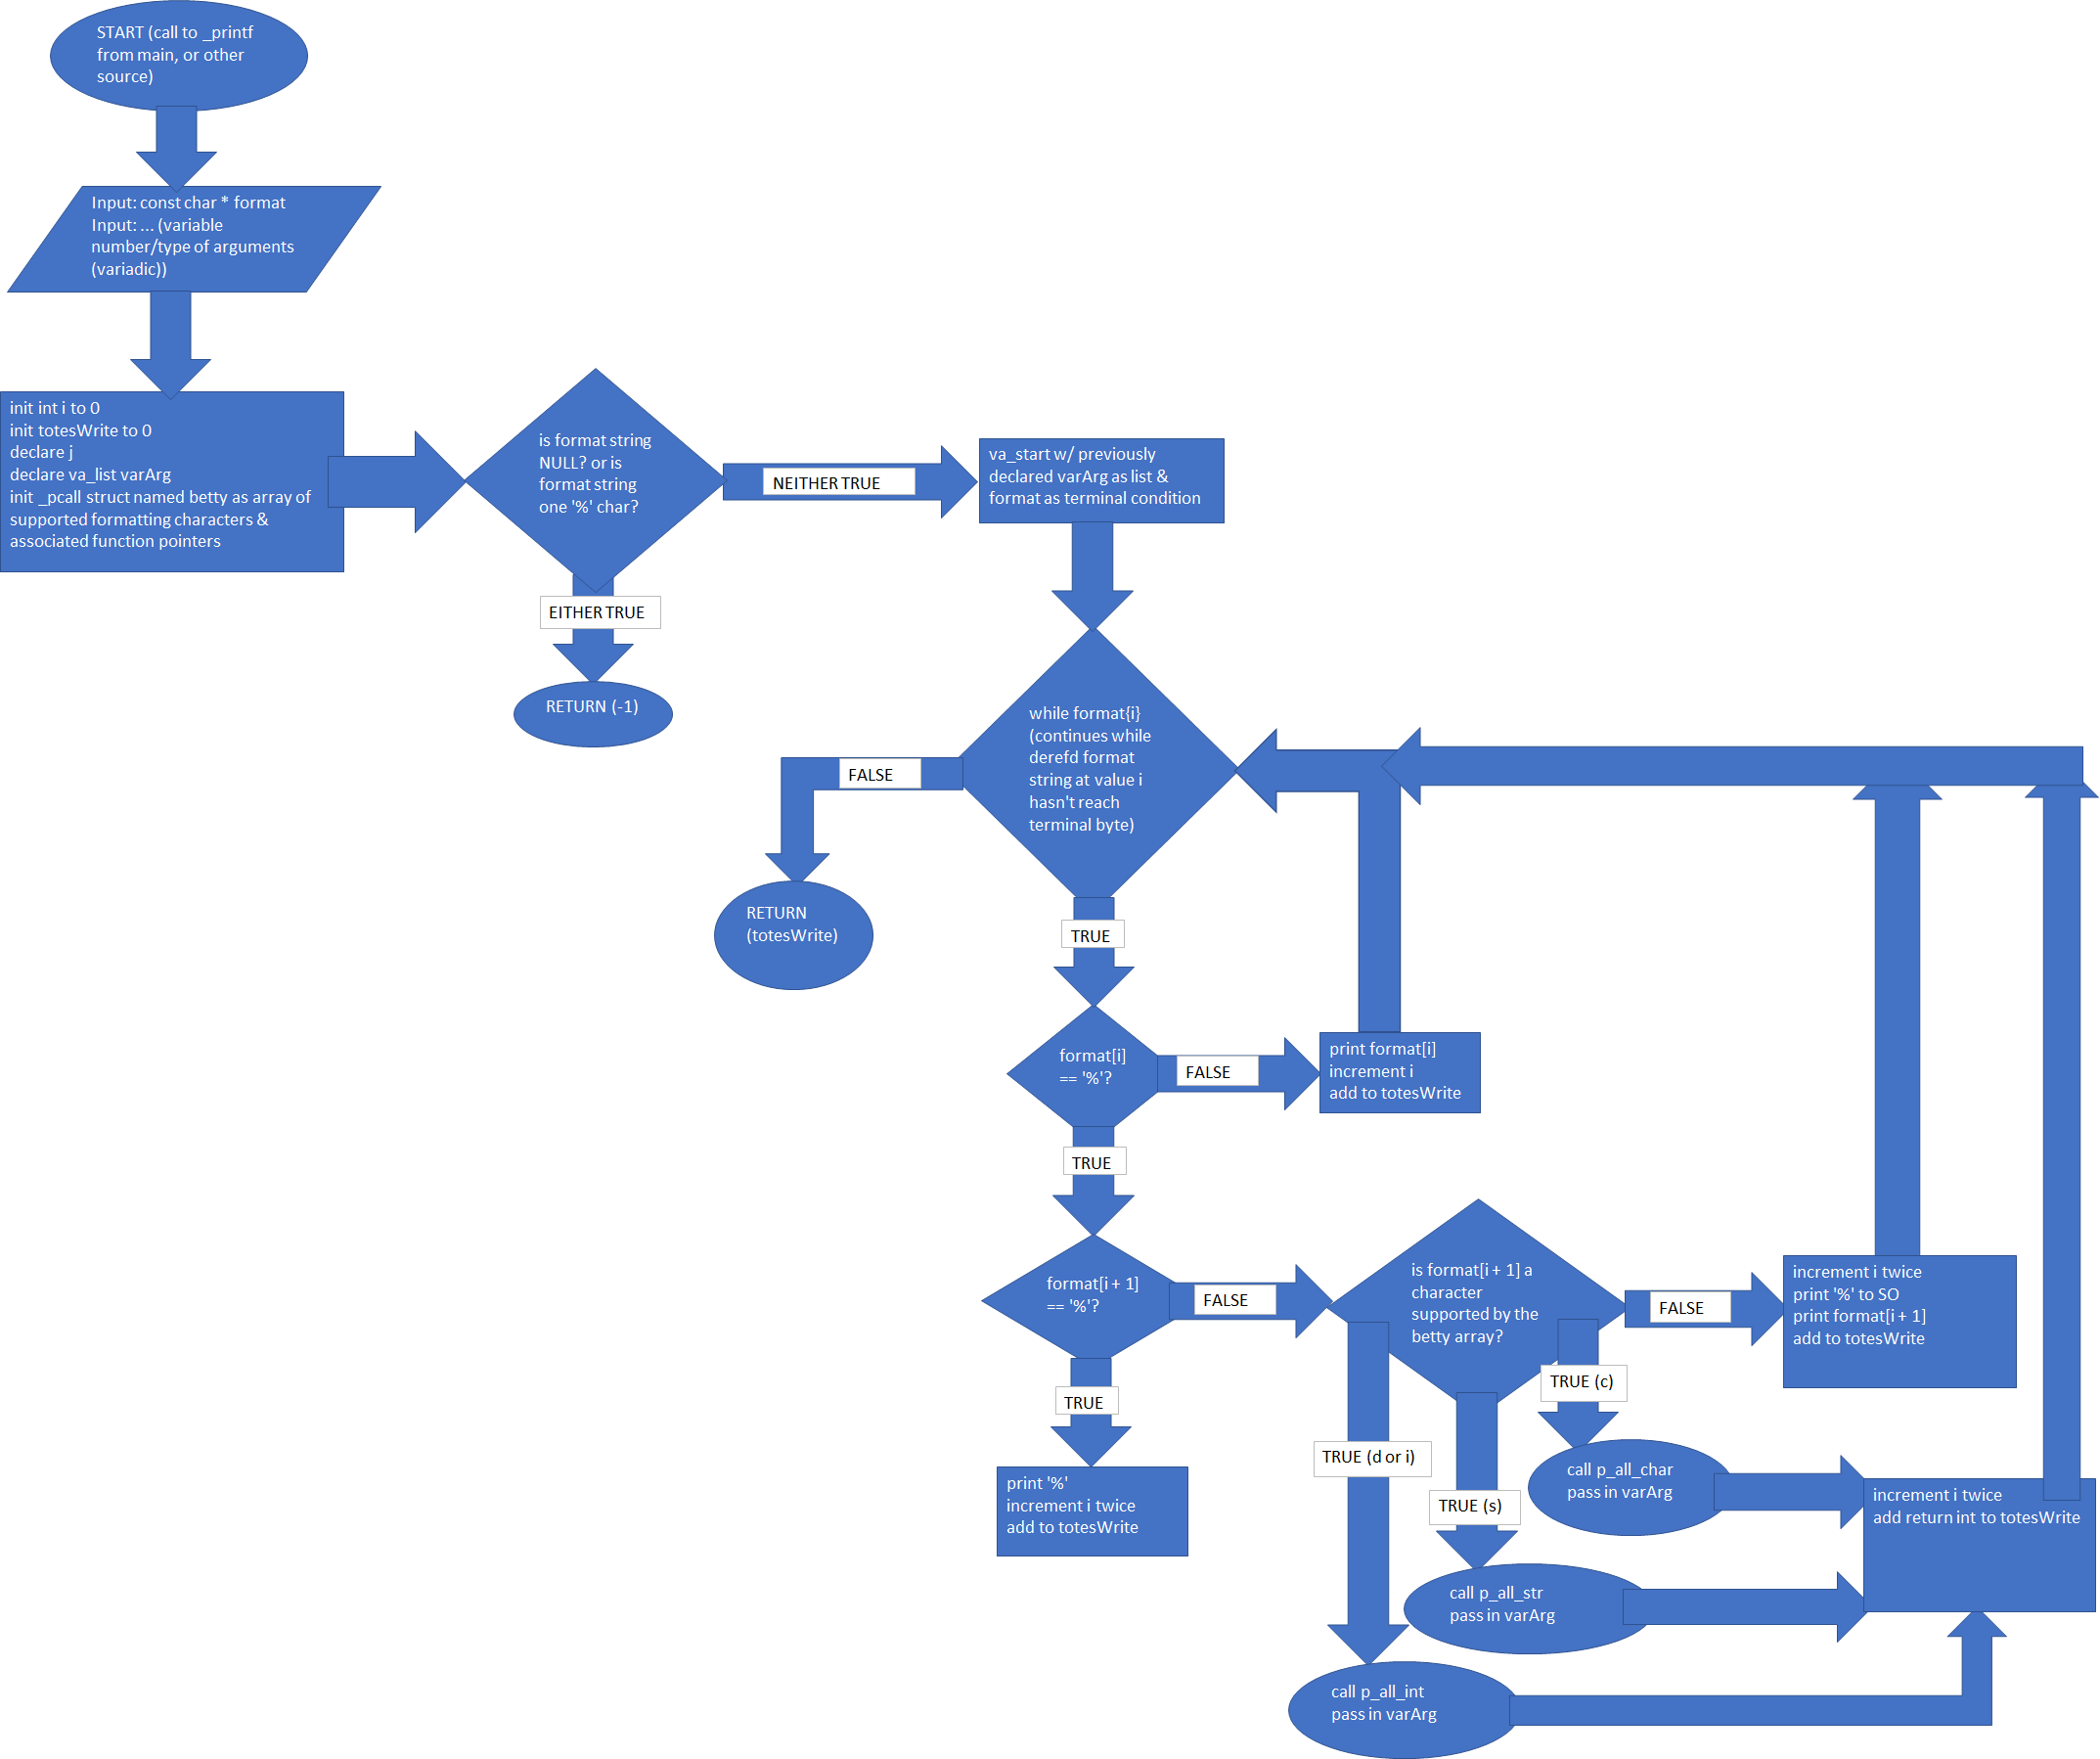 START (call to _printf
from main, or other
source)
Input: const char * format
Input: ... (variable
number/type of arguments
(variadic))
init int i to 0
init totesWrite to 0
declare j
declare va_list varArg
init _pcall struct named betty as array of
supported formatting characters &
associated function pointers
is format string
NULL? or is
format string
one '%' char?
NEITHER TRUE
va_start w/ previously
declared varArg as list &
format as terminal condition
EITHER TRUE
RETURN (-1)
while format{i}
(continues while
derefd format
string at value i
hasn't reach
terminal byte)
FALSE
RETURN
(totesWrite)
TRUE
format[i]
== '%'?
FALSE
print format[i]
increment i
add to totesWrite
TRUE
format[i + 1]
== '%'?
FALSE
is format[i + 1] a
character
supported by the
betty array?
FALSE
increment i twice
print '%' to SO
print format[i + 1]
add to totesWrite
TRUE
print '%'
increment i twice
add to totesWrite
TRUE (c)
TRUE (d or i)
TRUE (s)
call p_all_char
pass in varArg
increment i twice
add return int to totesWrite
call p_all_str
pass in varArg
call p_all_int
pass in varArg